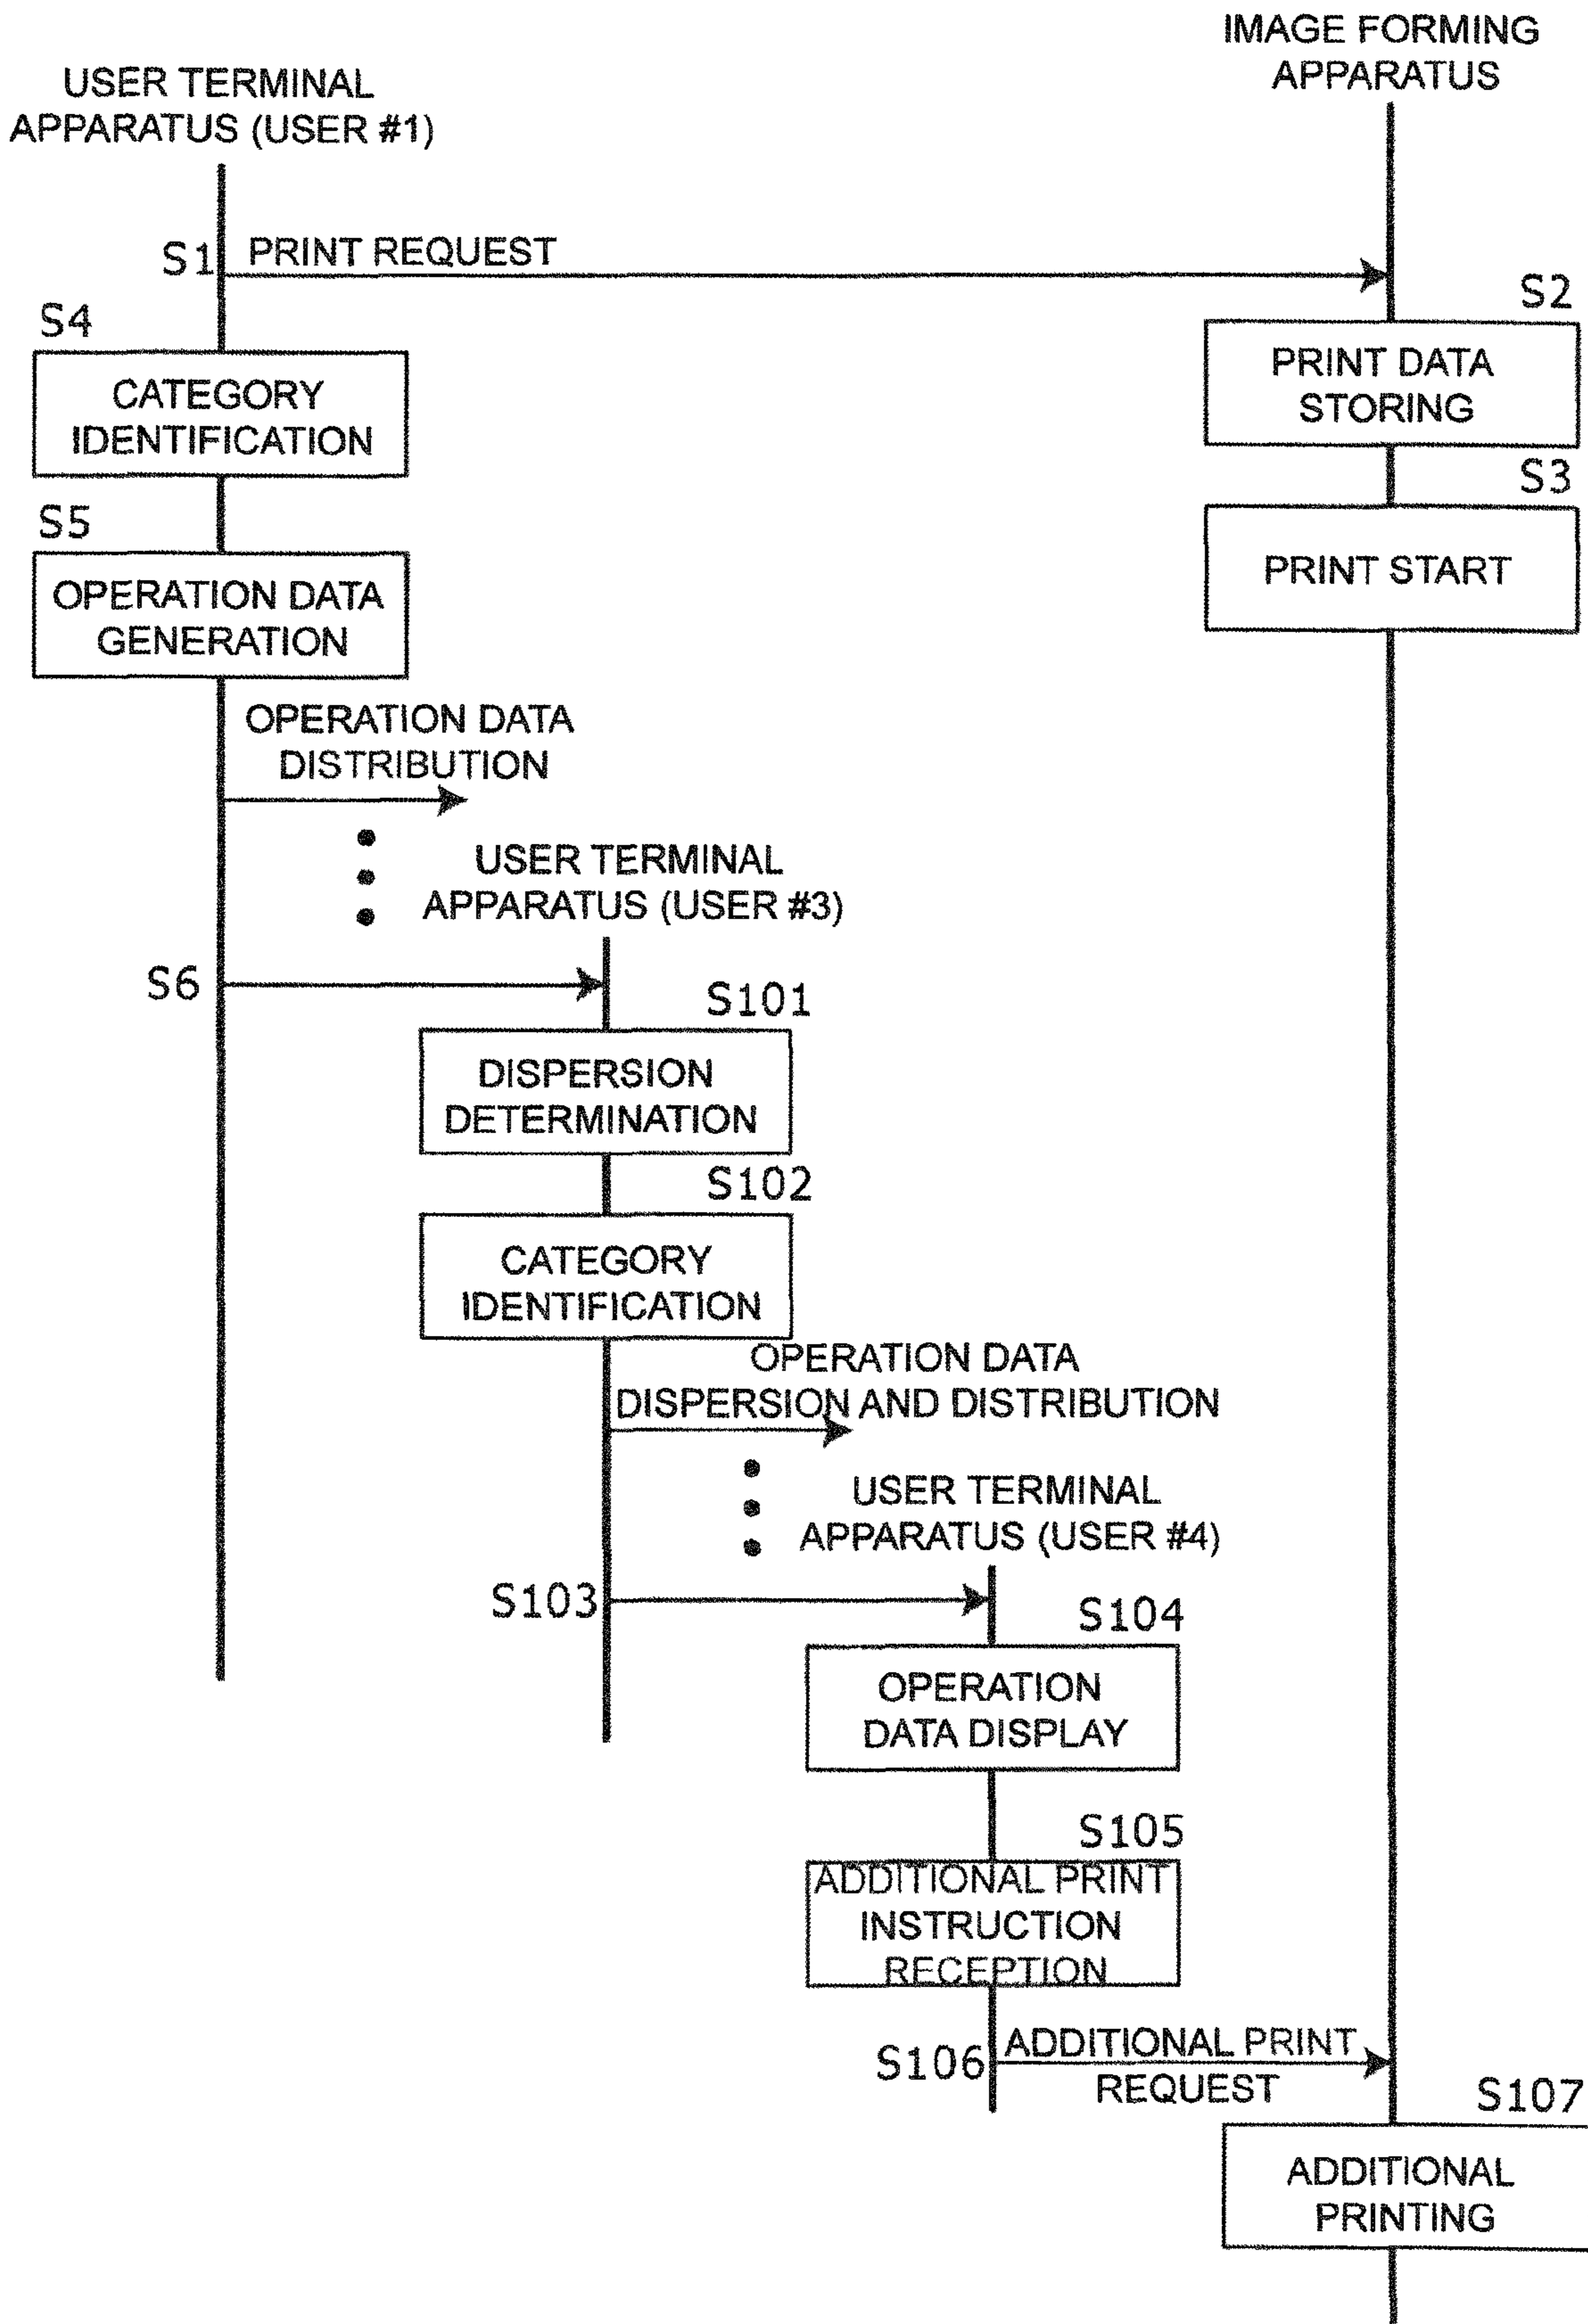 IMAGE FORMING
APPARATUS
USER TERMINAL
APPARATUS (USER #1)
S1
PRINT REQUEST
S2
PRINT DATA
STORING
S4
CATEGORY
IDENTIFICATION
S3
PRINT START
S5
OPERATION DATA
GENERATION
OPERATION DATA
DISTRIBUTION
USER TERMINAL
APPARATUS (USER #3)
S6
S101
DISPERSION
DETERMINATION
S102
CATEGORY
IDENTIFICATION
OPERATION DATA
DISPERSION AND DISTRIBUTION
USER TERMINAL
APPARATUS (USER #4)
S103
S104
OPERATION
DATA DISPLAY
S105
ADDITIONAL PRINT
INSTRUCTION
RECEPTION
S106
ADDITIONAL PRINT
REQUEST
S107
ADDITIONAL
PRINTING